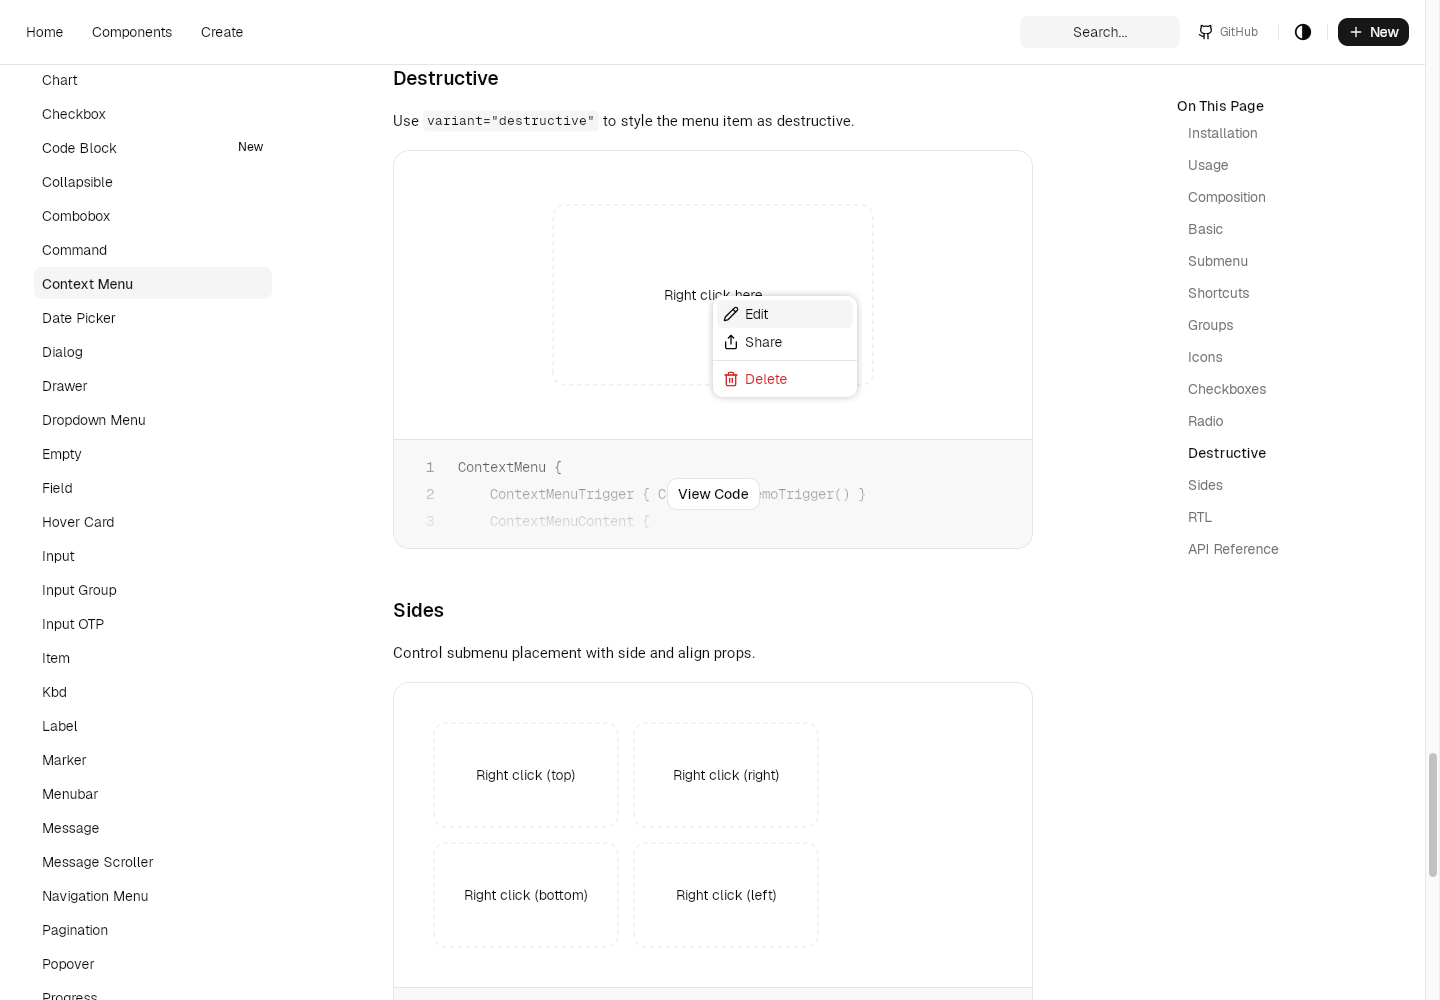 Home
Components
Create
Search...
GitHub
New
Chart
Checkbox
Code Block
New
Collapsible
Combobox
Command
Context Menu
Date Picker
Dialog
Drawer
Dropdown Menu
Empty
Field
Hover Card
Input
Input Group
Input OTP
Item
Kbd
Label
Marker
Menubar
Message
Message Scroller
Navigation Menu
Pagination
Popover
Progress
Destructive
Use variant="destructive" to style the menu item as destructive.
Right click here
Edit
Share
Delete
1 ContextMenu {
2 ContextMenuTrigger { C
emoTrigger() }
View Code
3 ContextMenuContent {
Sides
Control submenu placement with side and align props.
Right click (top)
Right click (right)
Right click (bottom)
Right click (left)
On This Page
Installation
Usage
Composition
Basic
Submenu
Shortcuts
Groups
Icons
Checkboxes
Radio
Destructive
Sides
RTL
API Reference